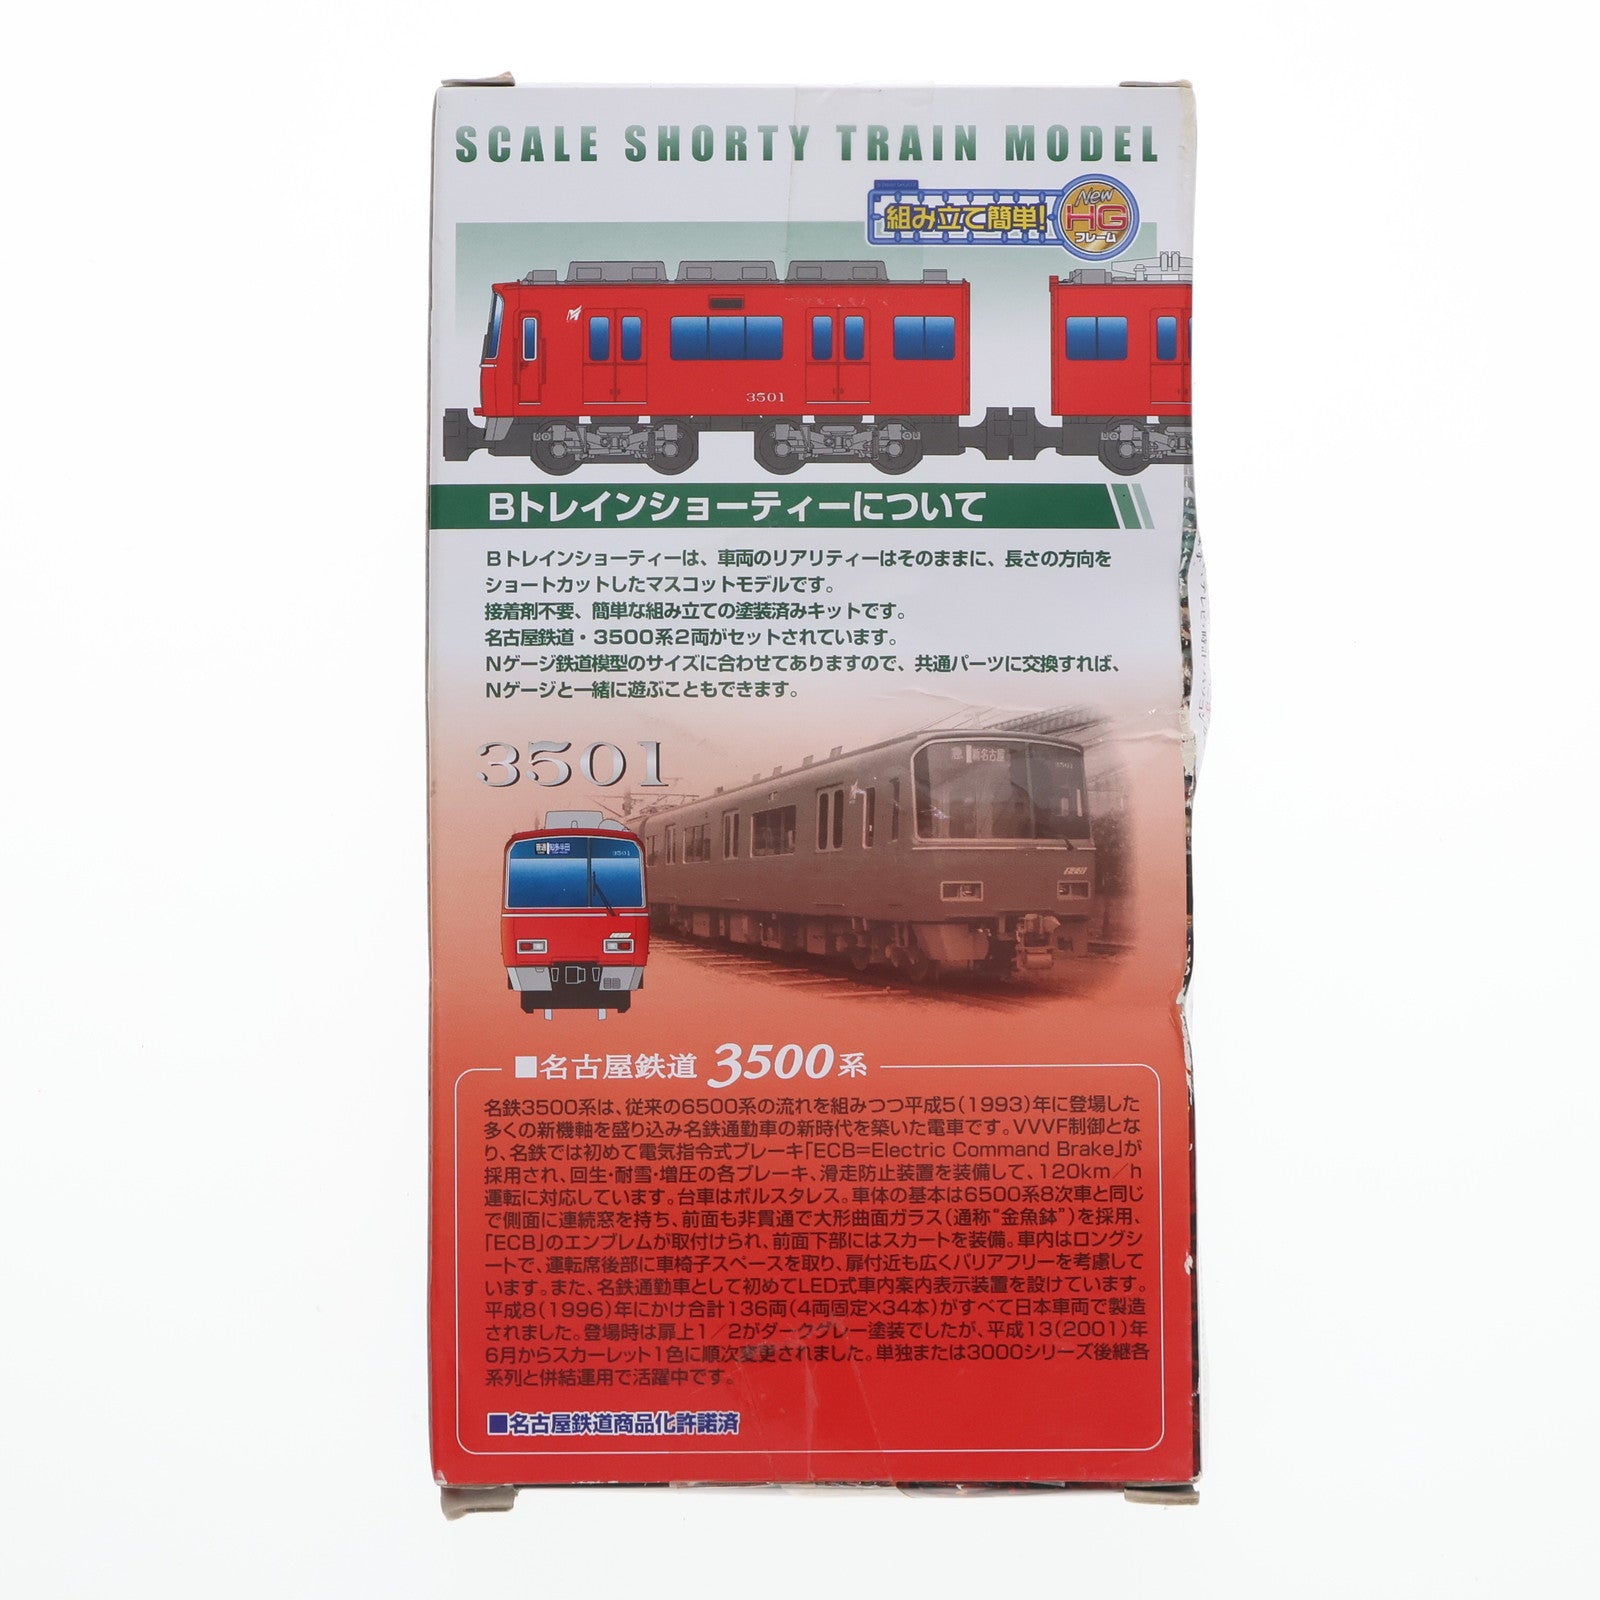 SCALE SHORTY TRAIN MODEL
組み立て簡単!
New
HG
フレーム
3501
Bトレインショーティーについて
Bトレインショーティーは、車両のリアリティーはそのままに、長さの方向を
ショートカットしたマスコットモデルです。
接着剤不要、簡単な組み立ての塗装済みキットです。
名古屋鉄道・3500系2両がセットされています。
Nゲージ鉄道模型のサイズに合わせてありますので、共通パーツに交換すれば、
Nゲージと一緒に遊ぶこともできます。
3501
急 新名古屋
3501
普通 知多半田
3501
■名古屋鉄道 3500系
名鉄3500系は、従来の6500系の流れを組みつつ平成5(1993)年に登場した
多くの新機軸を盛り込み名鉄通勤車の新時代を築いた電車です。VVVF制御とな
り、名鉄では初めて電気指令式ブレーキ「ECB=Electric Command Brake」が
採用され、回生・耐雪・増圧の各ブレーキ、滑走防止装置を装備して、120km/h
運転に対応しています。台車はボルスタレス。車体の基本は6500系8次車と同じ
で側面に連続窓を持ち、前面も非貫通で大形曲面ガラス(通称“金魚鉢”)を採用、
「ECB」のエンブレムが取付けられ、前面下部にはスカートを装備。車内はロングシ
ートで、運転席後部に車椅子スペースを取り、扉付近も広くバリアフリーを考慮して
います。また、名鉄通勤車として初めてLED式車内案内表示装置を設けています。
平成8(1996)年にかけ合計136両(4両固定×34本)がすべて日本車両で製造
されました。登場時は扉上1/2がダークグレー塗装でしたが、平成13(2001)年
6月からスカーレット1色に順次変更されました。単独または3000シリーズ後継各
系列と併結運用で活躍中です。
■名古屋鉄道商品化許諾済